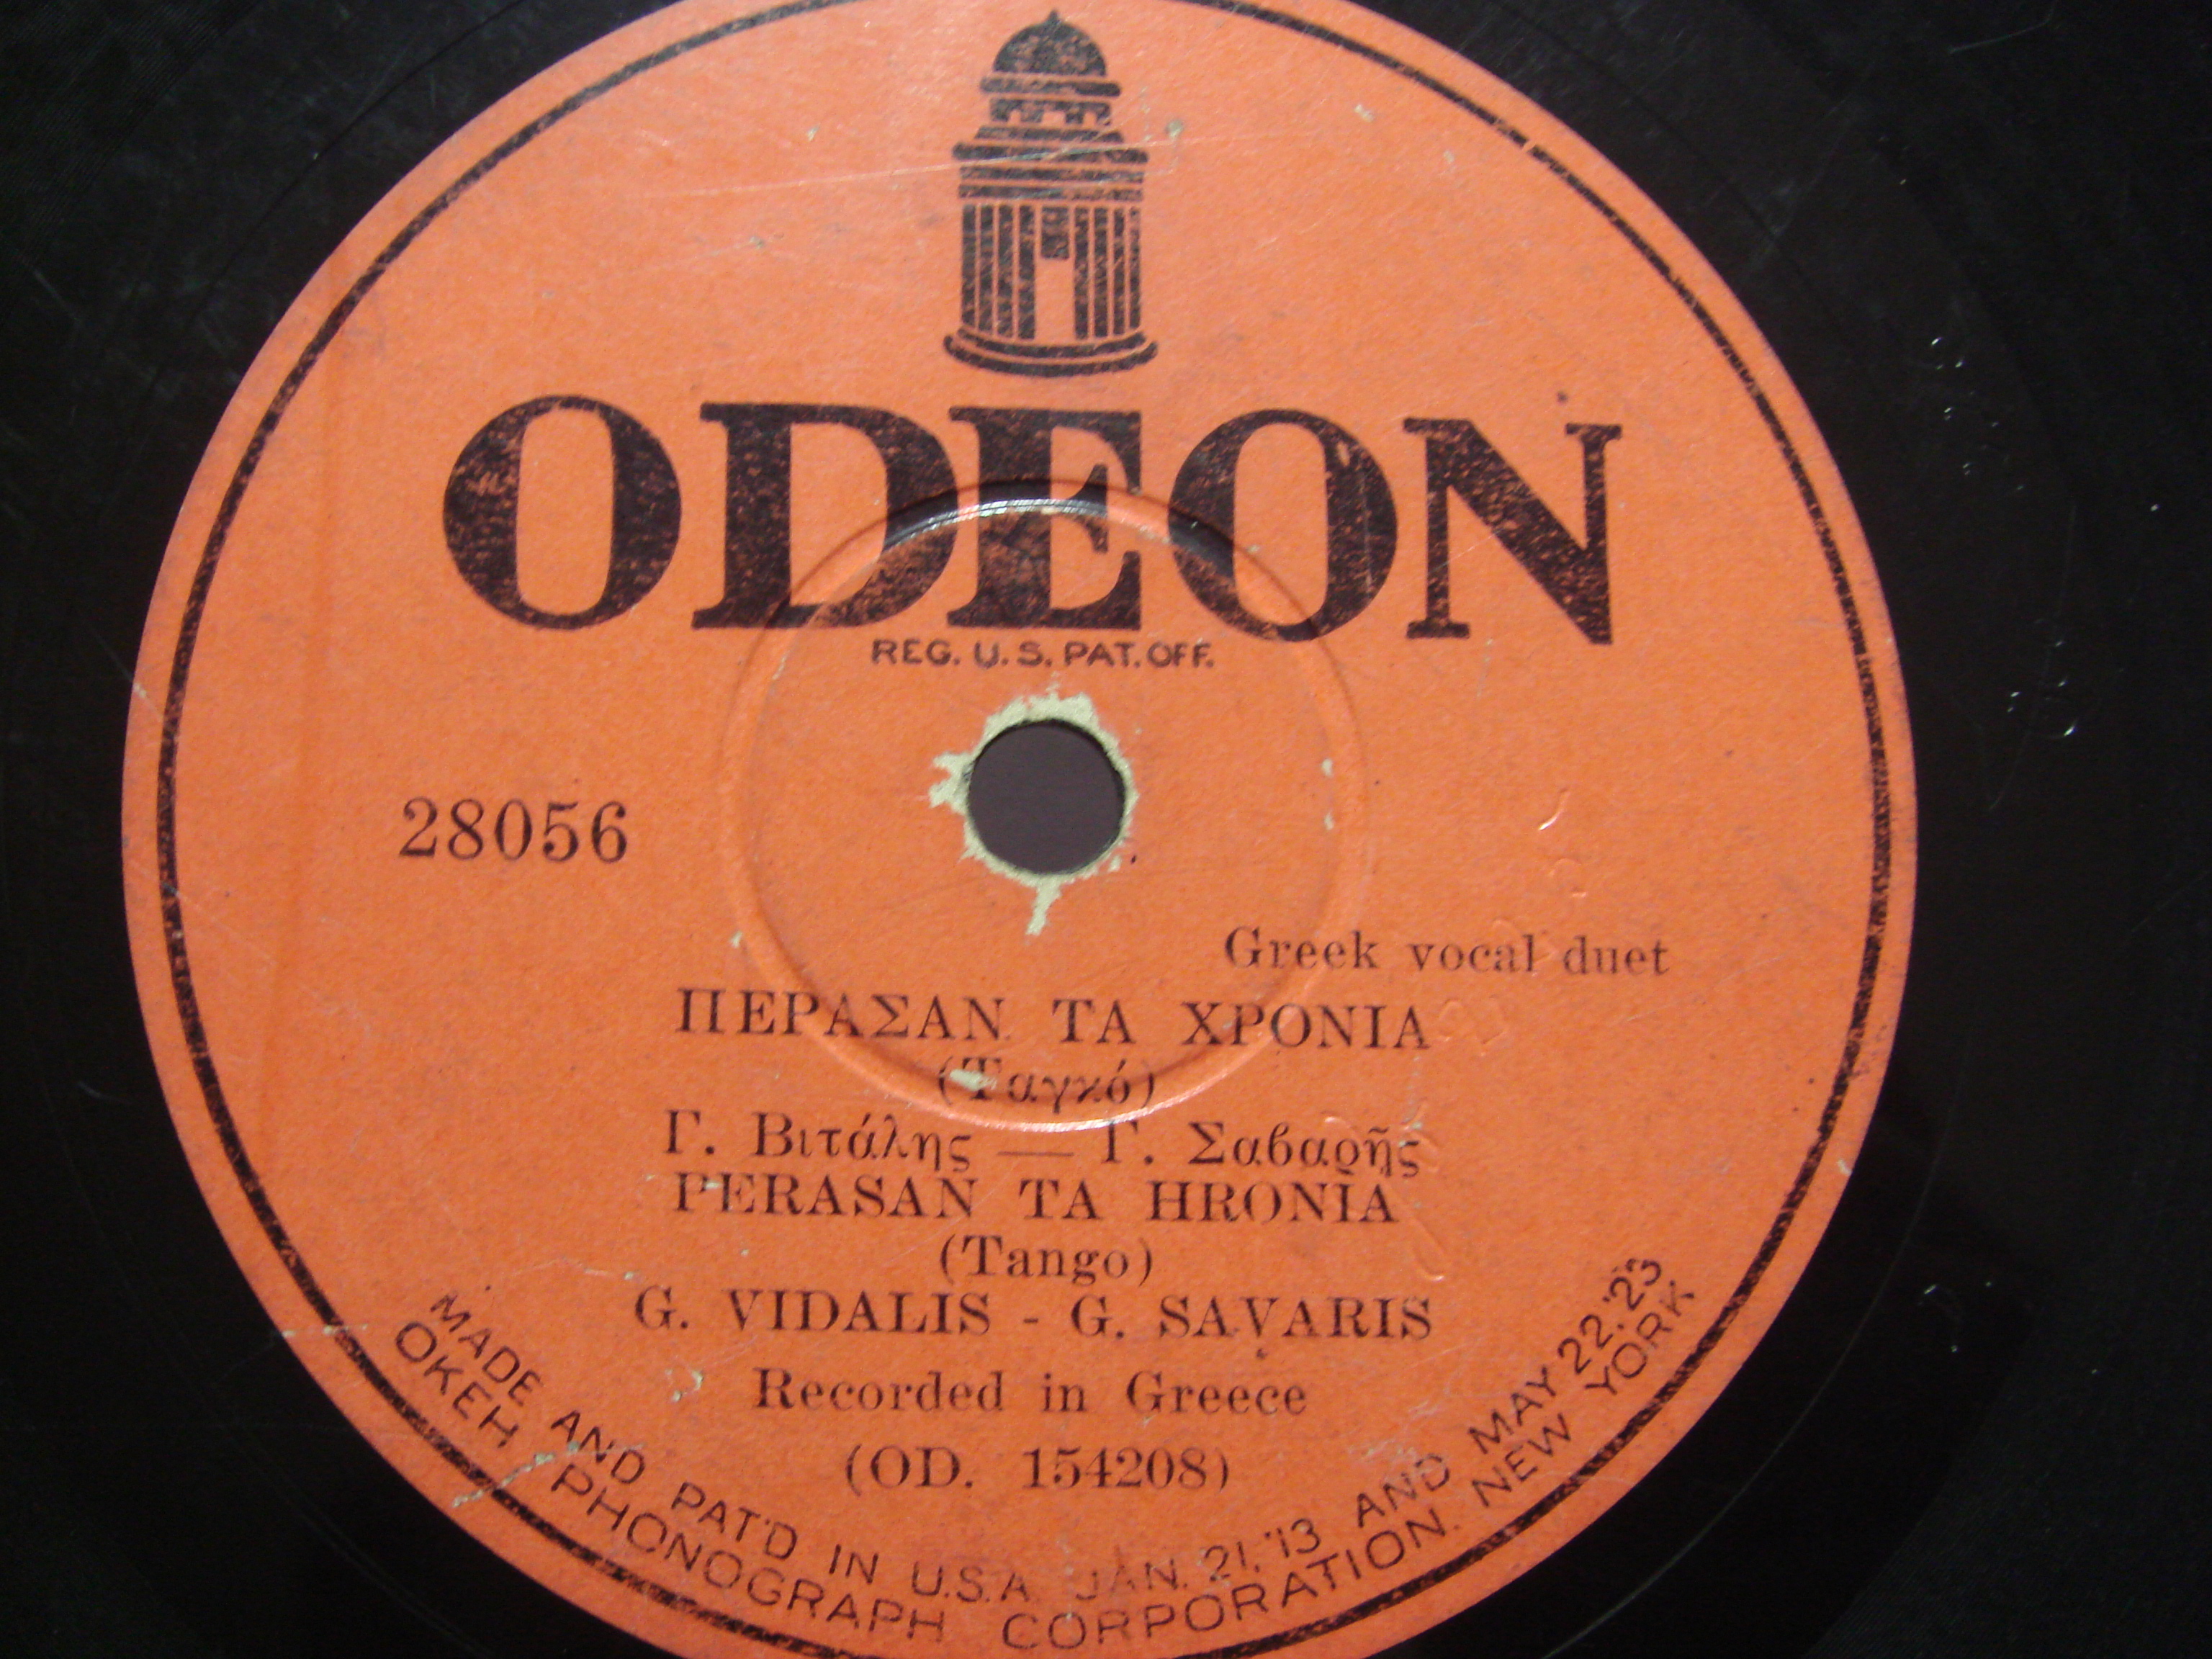 ODEON
REG. U.S. PAT. OFF.
28056
Greek vocal duet
ΠΕΡΑΣΑΝ ΤΑ ΧΡΟΝΙΑ
(Ταγκό)
Γ. Βιτάλης — Γ. Σαβαρῆς
PERASAN TA HRONIA
(Tango)
G. VIDALIS - G. SAVARIS
Recorded in Greece
(OD. 154208)
MADE AND PAT'D IN U.S.A. JAN. 21, '13 AND MAY 22, '23
OKEH PHONOGRAPH CORPORATION. NEW YORK